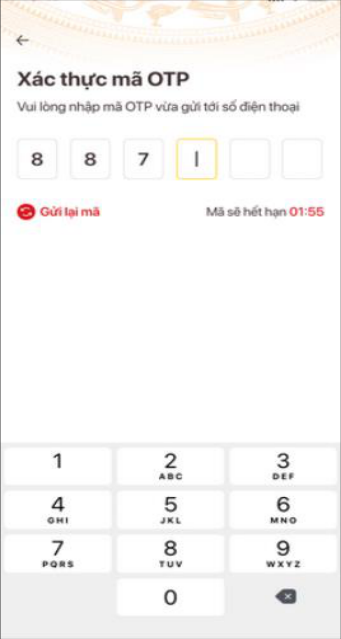 Xác thực mã OTP
Vui lòng nhập mã OTP vừa gửi tới số điện thoại
8 8 7
Gửi lại mã Mã sẽ hết hạn 01:55
1 2 3
ABC DEF
4 5 6
GHI JKL MNO
7 8 9
PQRS TUV WXYZ
0